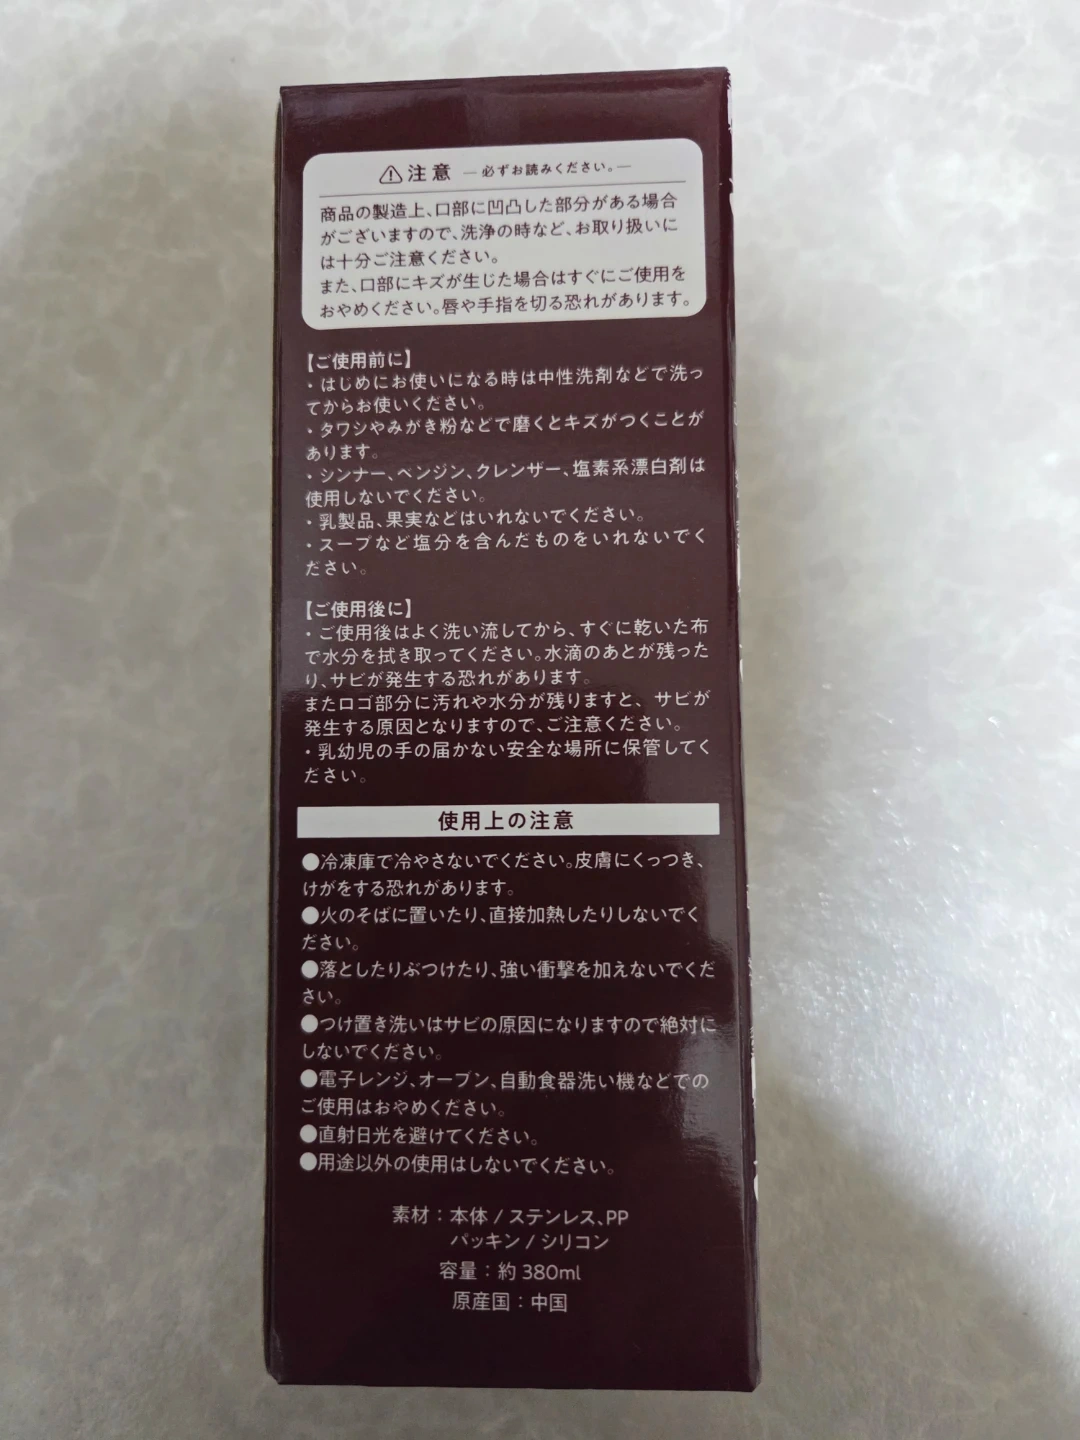 ⚠注意 ―必ずお読みください。―
商品の製造上、口部に凹凸した部分がある場合
がございますので、洗浄の時など、お取り扱いに
は十分ご注意ください。
また、口部にキズが生じた場合はすぐにご使用を
おやめください。唇や手指を切る恐れがあります。
【ご使用前に】
・はじめにお使いになる時は中性洗剤などで洗っ
てからお使いください。
・タワシやみがき粉などで磨くとキズがつくことが
あります。
・シンナー、ベンジン、クレンザー、塩素系漂白剤は
使用しないでください。
・乳製品、果実などはいれないでください。
・スープなど塩分を含んだものをいれないでく
ださい。
【ご使用後に】
・ご使用後はよく洗い流してから、すぐに乾いた布
で水分を拭き取ってください。水滴のあとが残った
り、サビが発生する恐れがあります。
またロゴ部分に汚れや水分が残りますと、サビが
発生する原因となりますので、ご注意ください。
・乳幼児の手の届かない安全な場所に保管してく
ださい。
使用上の注意
●冷凍庫で冷やさないでください。皮膚にくっつき、
けがをする恐れがあります。
●火のそばに置いたり、直接加熱したりしないでく
ださい。
●落としたりぶつけたり、強い衝撃を加えないでくだ
さい。
●つけ置き洗いはサビの原因になりますので絶対に
しないでください。
●電子レンジ、オーブン、自動食器洗い機などでの
ご使用はおやめください。
●直射日光を避けてください。
●用途以外の使用はしないでください。
素材：本体 / ステンレス、PP
パッキン / シリコン
容量：約 380ml
原産国：中国